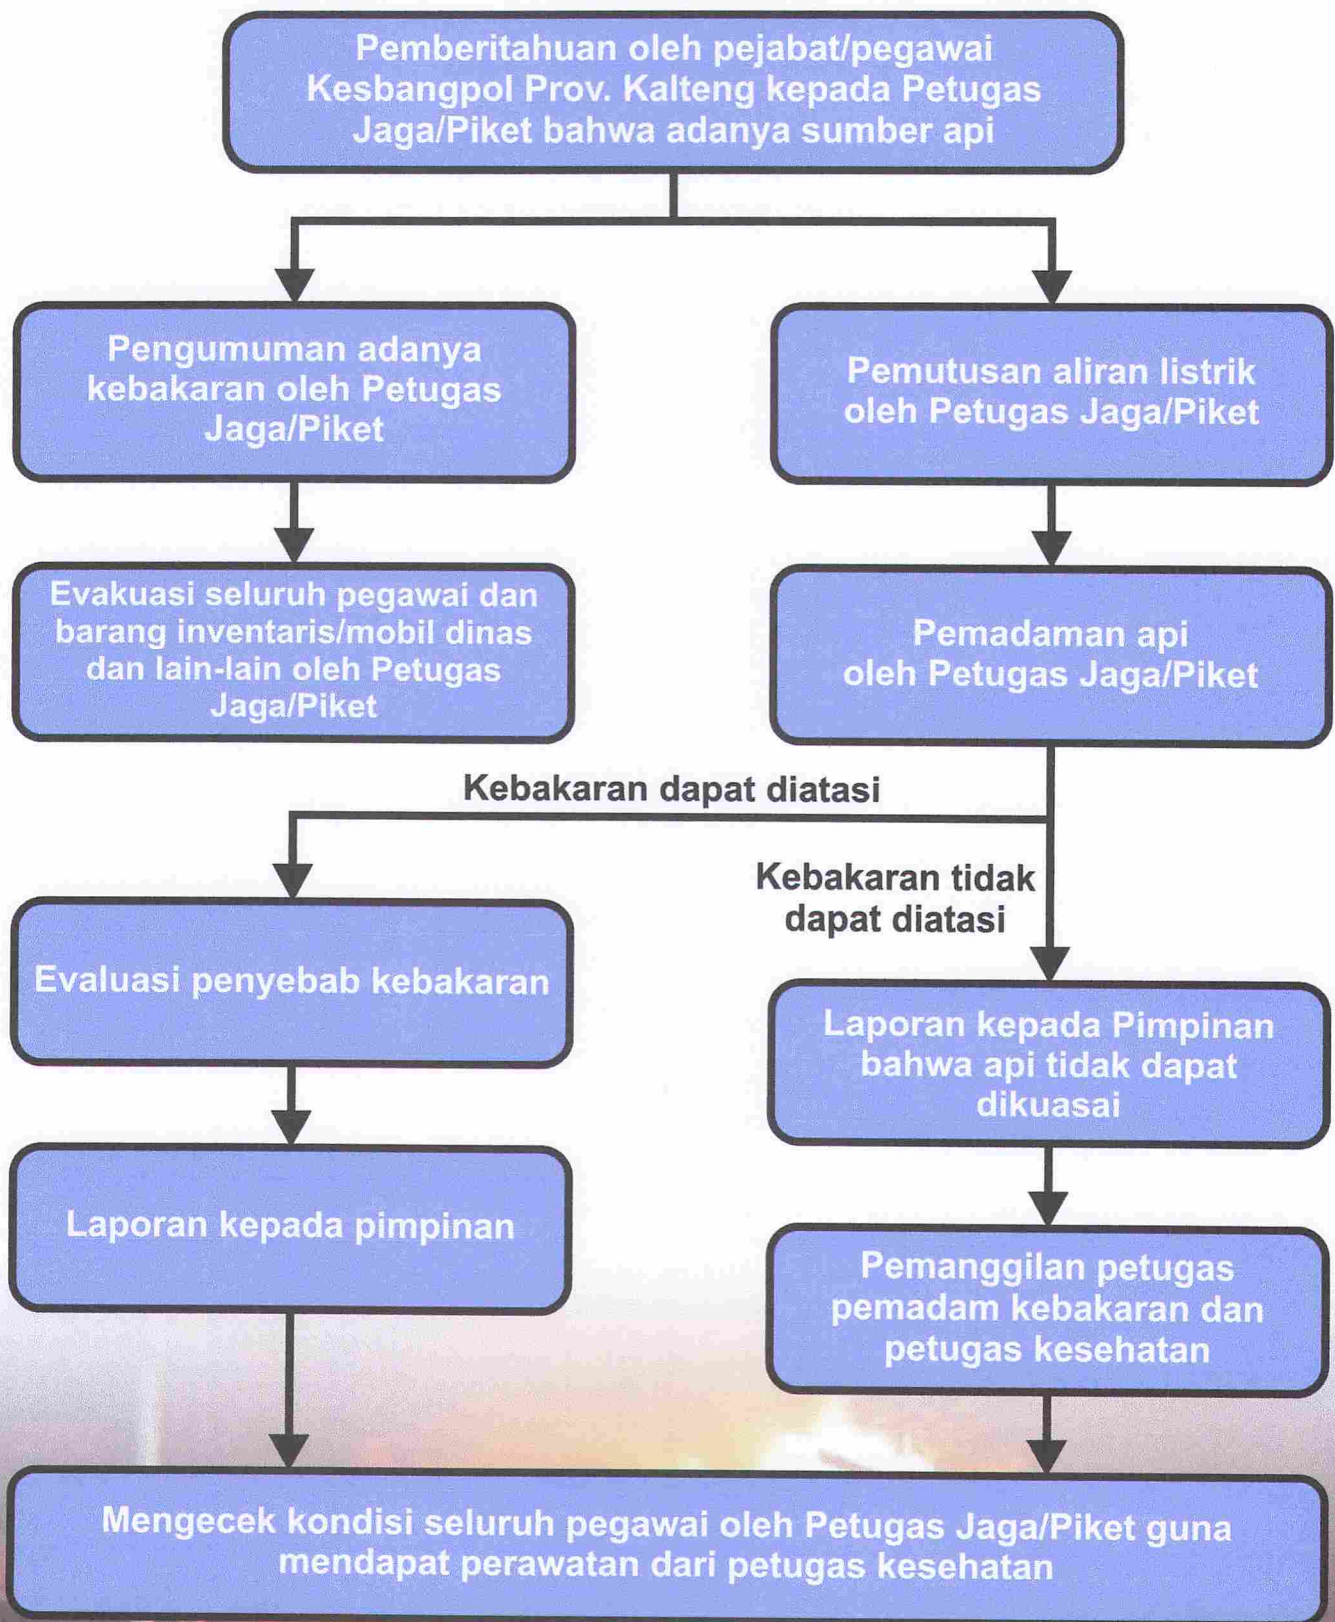 Pemberitahuan oleh pejabat/pegawai
Kesbangpol Prov. Kalteng kepada Petugas
Jaga/Piket bahwa adanya sumber api
Pengumuman adanya
kebakaran oleh Petugas
Jaga/Piket
Pemutusan aliran listrik
oleh Petugas Jaga/Piket
Evakuasi seluruh pegawai dan
barang inventaris/mobil dinas
dan lain-lain oleh Petugas
Jaga/Piket
Pemadaman api
oleh Petugas Jaga/Piket
Kebakaran dapat diatasi
Kebakaran tidak
dapat diatasi
Evaluasi penyebab kebakaran
Laporan kepada Pimpinan
bahwa api tidak dapat
dikuasai
Laporan kepada pimpinan
Pemanggilan petugas
pemadam kebakaran dan
petugas kesehatan
Mengecek kondisi seluruh pegawai oleh Petugas Jaga/Piket guna
mendapat perawatan dari petugas kesehatan